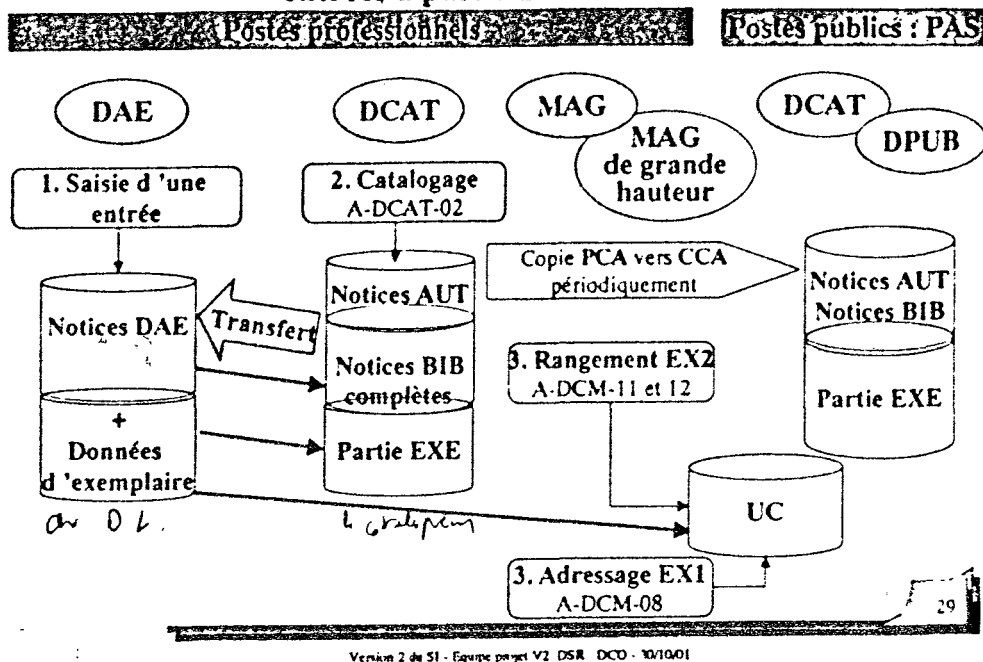 Postes professionnels
Postes publics : PAS
DAE
DCAT
MAG
MAG
de grande
hauteur
DCAT
DPUB
1. Saisie d 'une
entrée
2. Catalogage
A-DCAT-02
Copie PCA vers CCA
périodiquement
Notices DAE
Transfert
Notices AUT
Notices BIB
complètes
Partie EXE
+
Données
d 'exemplaire
3. Rangement EX2
A-DCM-11 et 12
Notices AUT
Notices BIB
Partie EXE
UC
3. Adressage EX1
A-DCM-08
29
Version 2 du SI - Equipe projet V2 DSR DCO - 30/10/01